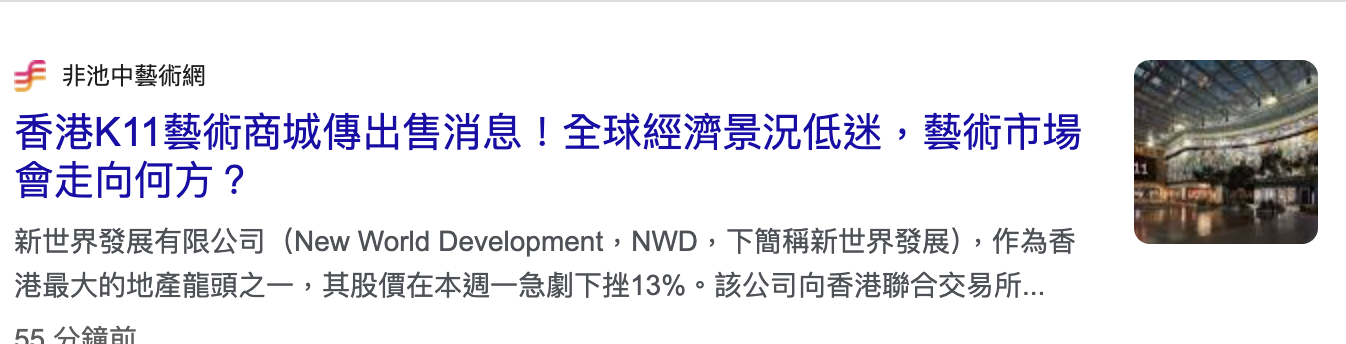 非池中藝術網
香港K11藝術商城傳出售消息！全球經濟景況低迷，藝術市場
會走向何方？
新世界發展有限公司（New World Development，NWD，下簡稱新世界發展），作為香
港最大的地產龍頭之一，其股價在本週一急劇下挫13%。該公司向香港聯合交易所...
55 分鐘前
11